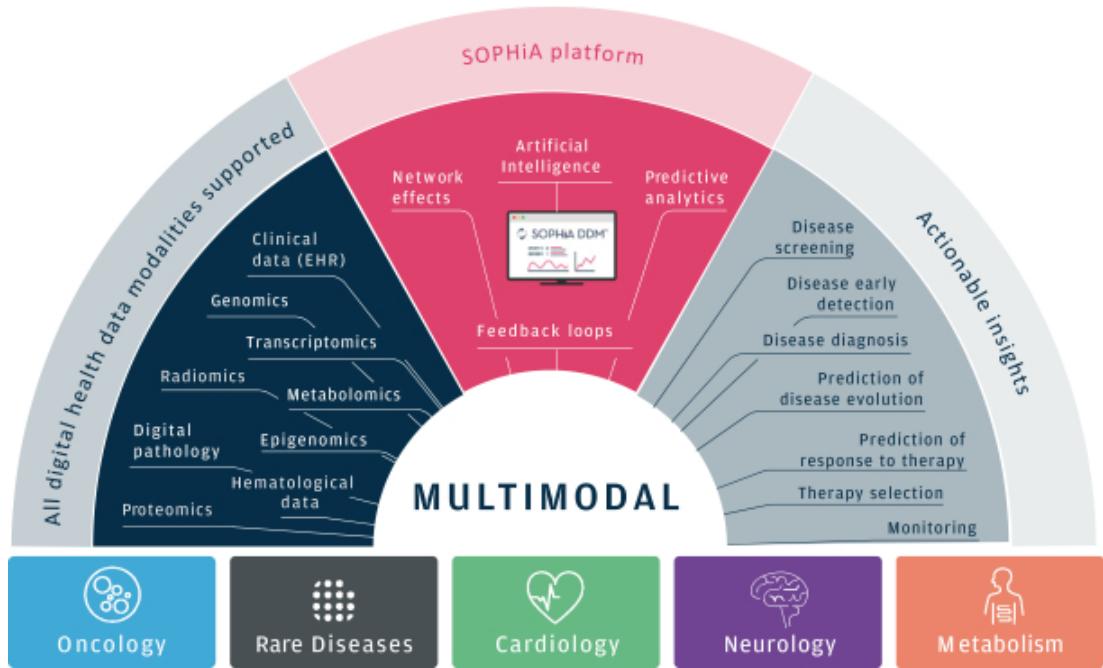 SOPHiA platform
All digital health data modalities supported
Actionable insights
Network
effects
Artificial
Intelligence
Predictive
analytics
SOPHiA DDM™
Feedback loops
Clinical
data (EHR)
Genomics
Transcriptomics
Radiomics
Metabolomics
Digital
pathology
Epigenomics
Hematological
data
Proteomics
Disease
screening
Disease early
detection
Disease diagnosis
Prediction of
disease evolution
Prediction of
response to therapy
Therapy selection
Monitoring
MULTIMODAL
Oncology
Rare Diseases
Cardiology
Neurology
Metabolism